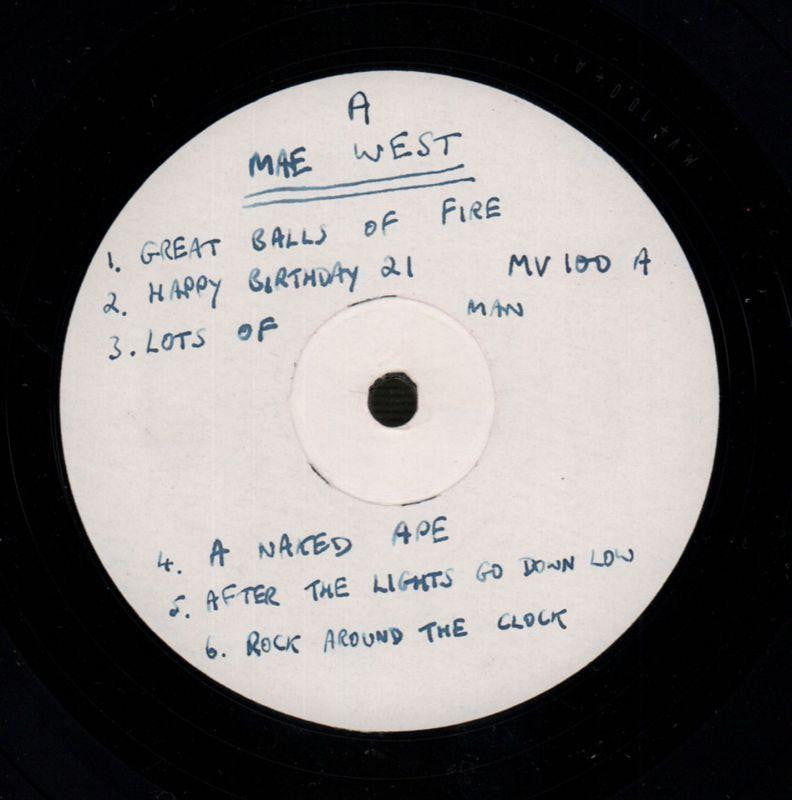 A
MAE WEST
1. GREAT BALLS OF FIRE
2. HAPPY BIRTHDAY 21
MV 100 A
3. LOTS OF MAN
4. A NAKED APE
5. AFTER THE LIGHTS GO DOWN LOW
6. ROCK AROUND THE CLOCK